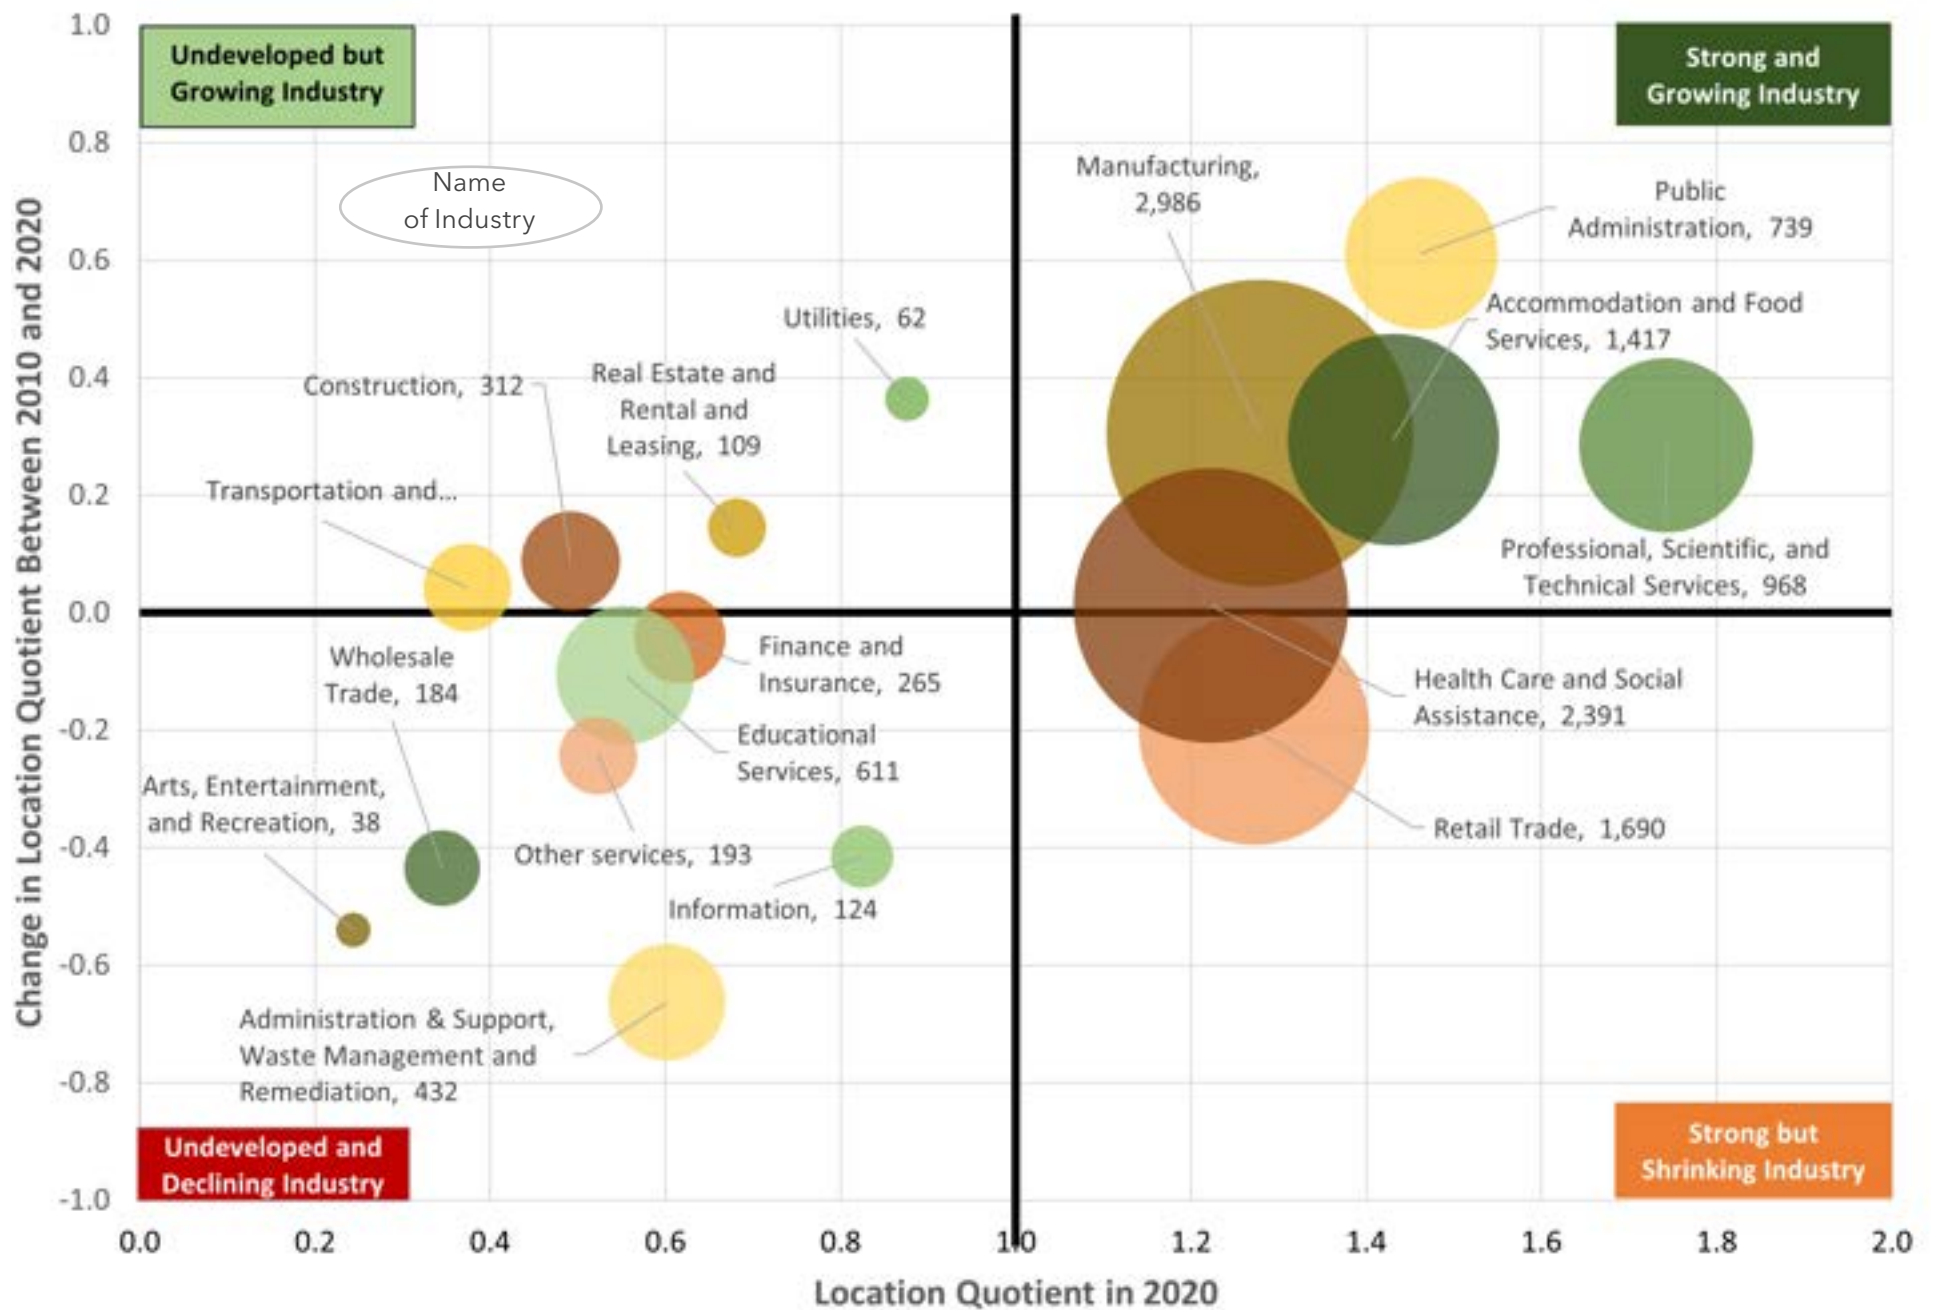 1.0
0.8
0.6
0.4
0.2
0.0
-0.2
-0.4
-0.6
-0.8
-1.0
Change in Location Quotient Between 2010 and 2020
Undeveloped but
Growing Industry
Strong and
Growing Industry
Name
of Industry
Manufacturing,
2,986
Public
Administration, 739
Utilities, 62
Accommodation and Food
Services, 1,417
Construction, 312
Real Estate and
Rental and
Leasing, 109
Transportation and...
Professional, Scientific, and
Technical Services, 968
Wholesale
Trade, 184
Finance and
Insurance, 265
Health Care and Social
Assistance, 2,391
Educational
Services, 611
Arts, Entertainment,
and Recreation, 38
Other services, 193
Retail Trade, 1,690
Information, 124
Administration & Support,
Waste Management and
Remediation, 432
Undeveloped and
Declining Industry
Strong but
Shrinking Industry
0.0 0.2 0.4 0.6 0.8 1.0 1.2 1.4 1.6 1.8 2.0
Location Quotient in 2020